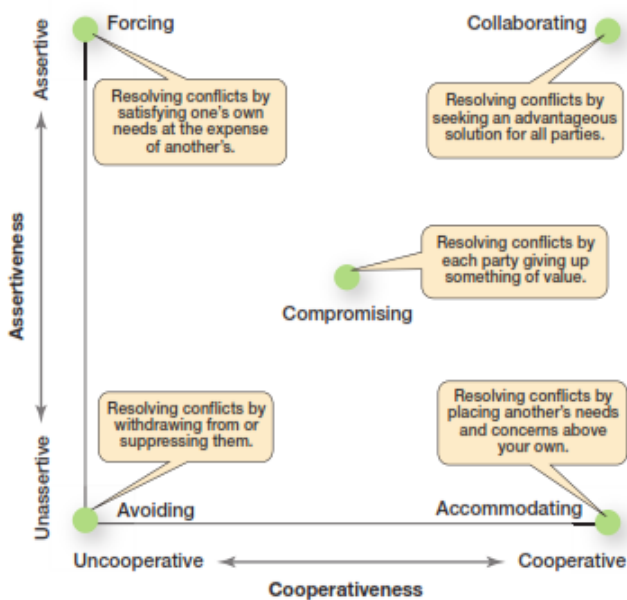 Forcing
Collaborating
Assertive
Resolving conflicts by
satisfying one's own
needs at the expense
of another's.
Resolving conflicts by
seeking an advantageous
solution for all parties.
Assertiveness
Resolving conflicts by
each party giving up
something of value.
Compromising
Resolving conflicts by
withdrawing from or
suppressing them.
Resolving conflicts by
placing another's needs
and concerns above
your own.
Unassertive
Avoiding
Accommodating
Uncooperative
Cooperative
Cooperativeness